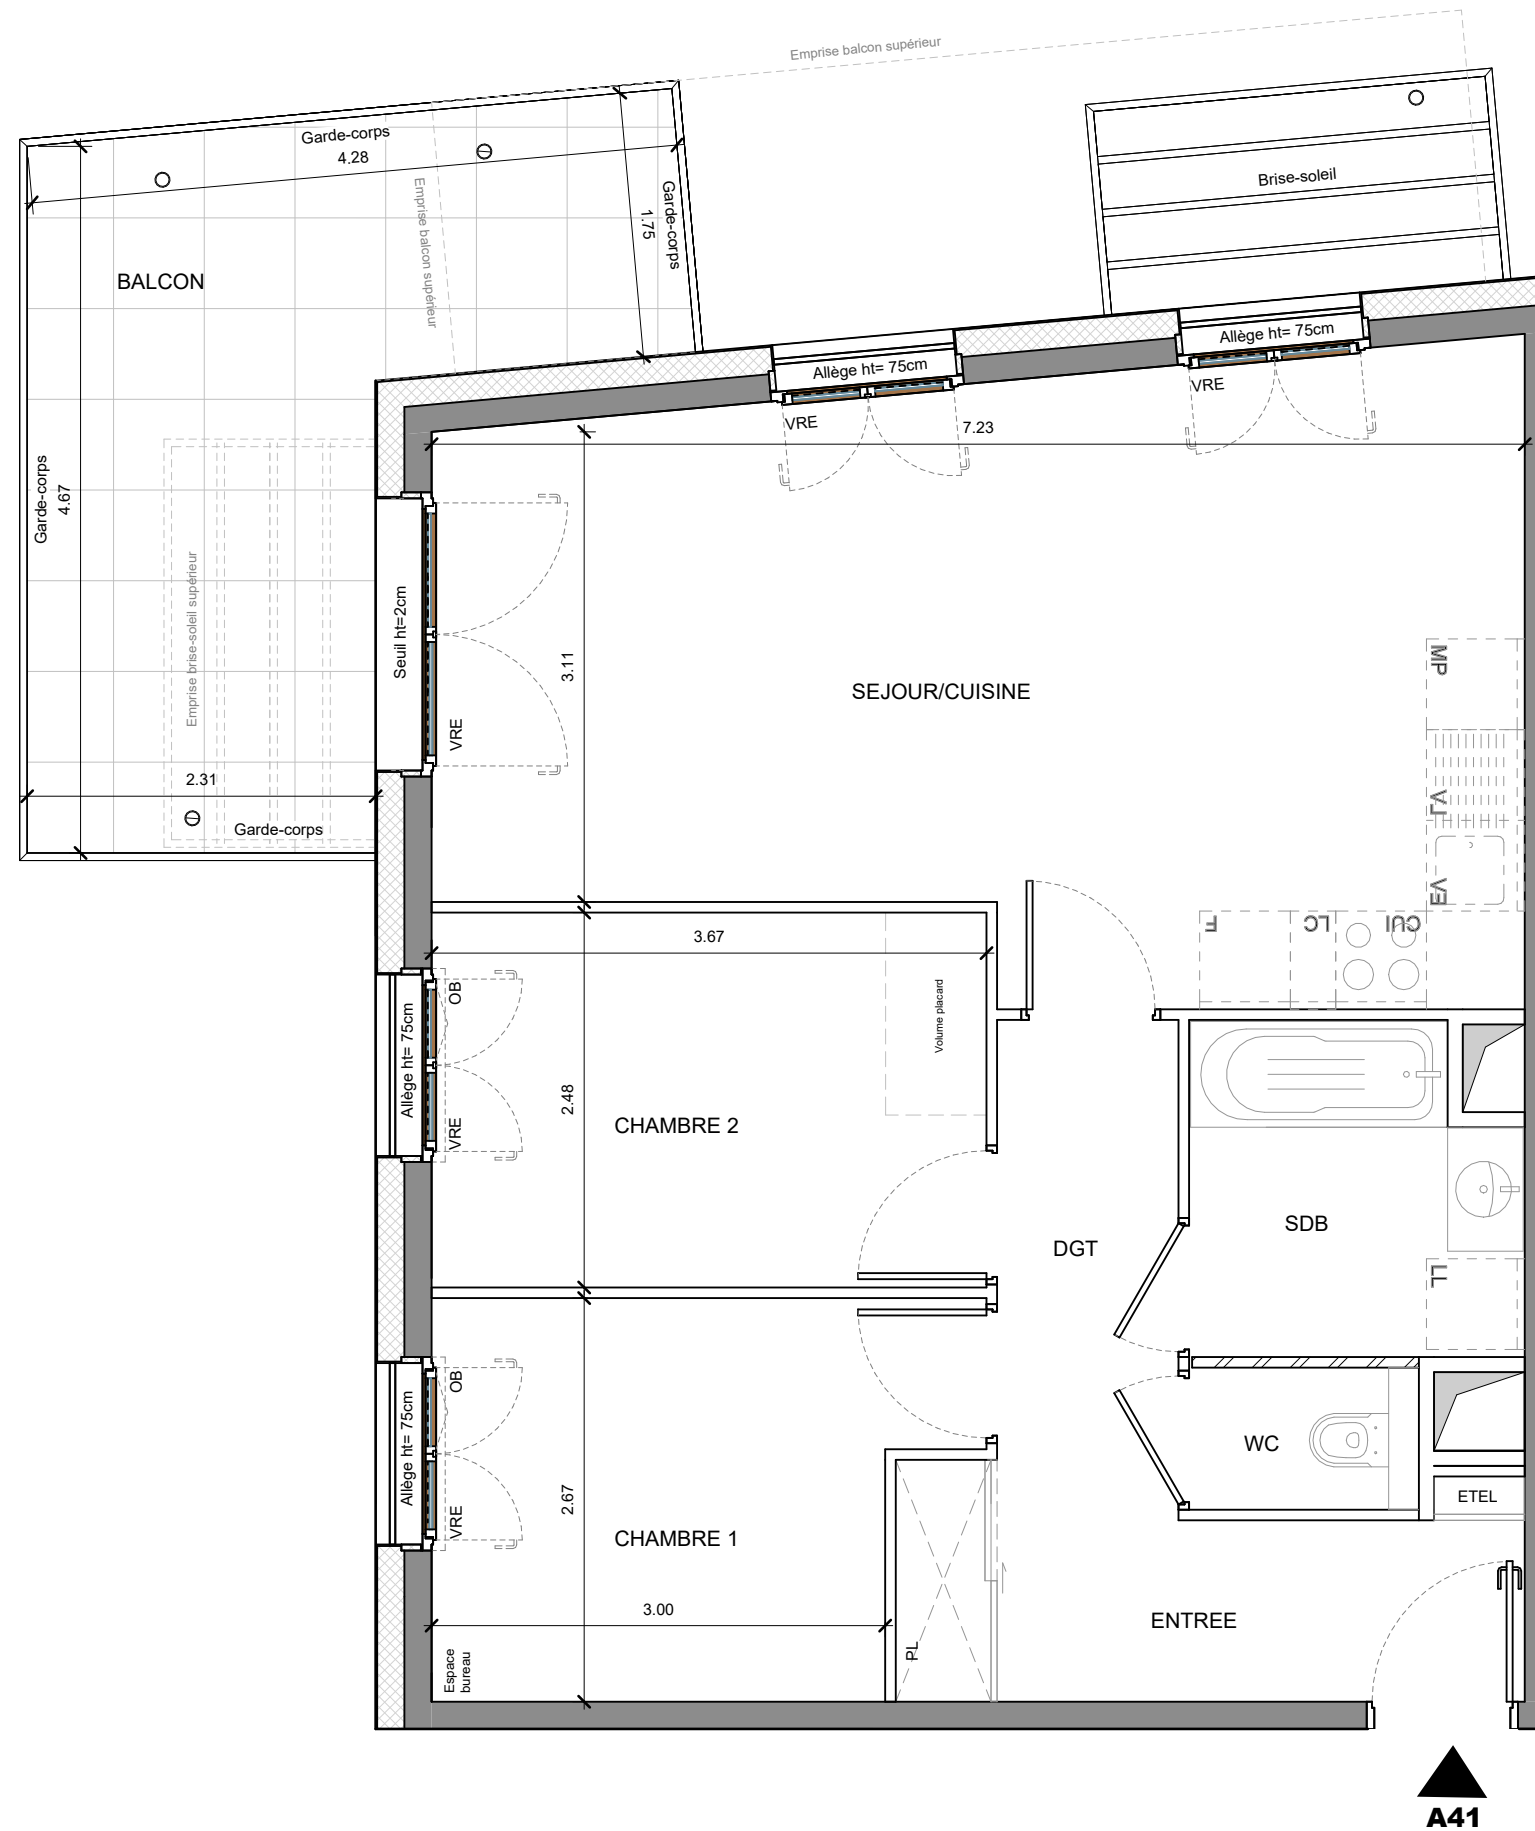 Emprise balcon supérieur
Garde-corps
4.28
Emprise balcon supérieur
Garde-corps
1.75
Brise-soleil
BALCON
Allège ht= 75cm
VRE
Allège ht= 75cm
VRE
7.23
Garde-corps
4.67
Emprise brise-soleil supérieur
Seuil ht=2cm
VRE
3.11
SEJOUR/CUISINE
MP
LV
EV
2.31
Garde-corps
F
LC
CUI
3.67
OB
Allège ht= 75cm
VRE
Volume placard
2.48
CHAMBRE 2
DGT
SDB
LL
OB
Allège ht= 75cm
VRE
WC
ETEL
2.67
CHAMBRE 1
3.00
Espace
bureau
PL
ENTREE
A41